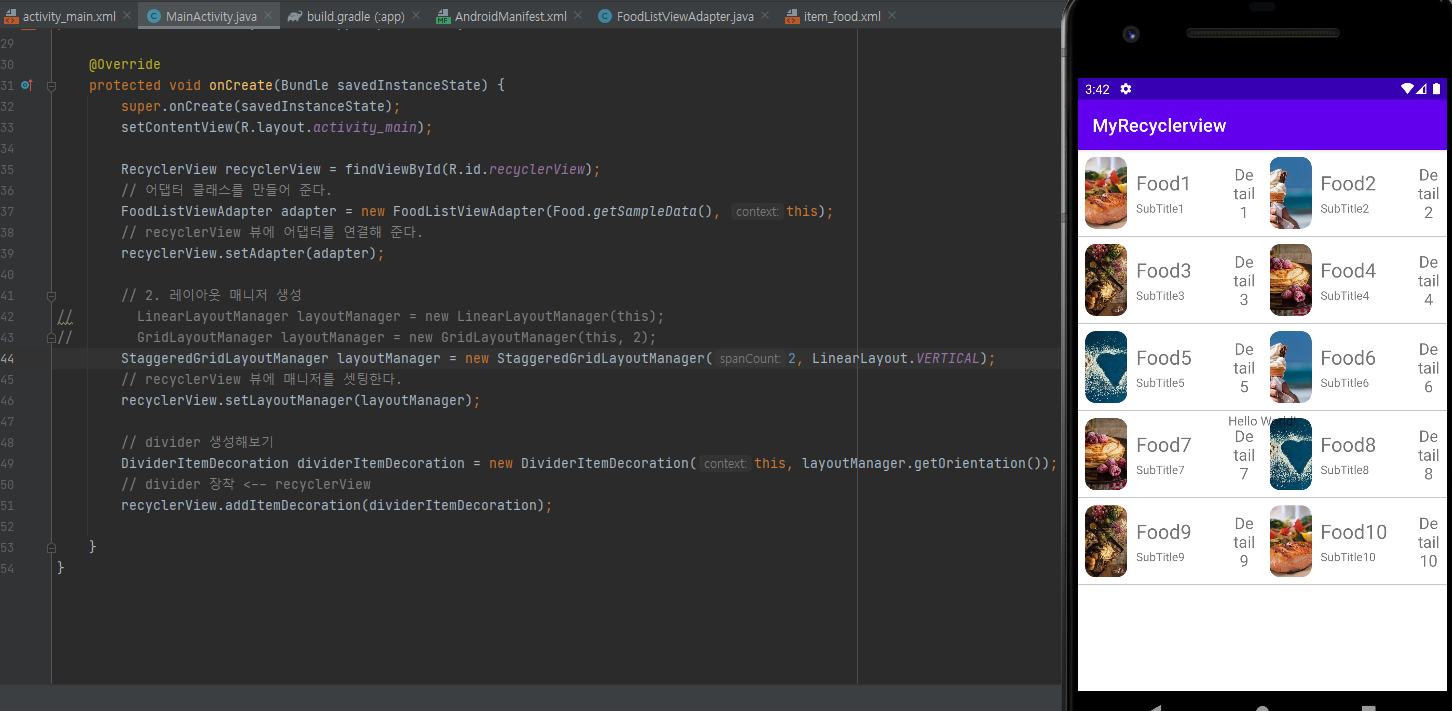 activity_main.xml MainActivity.java build.gradle (:app) AndroidManifest.xml FoodListViewAdapter.java item_food.xml
29
30 @Override
31 protected void onCreate(Bundle savedInstanceState) {
32 super.onCreate(savedInstanceState);
33 setContentView(R.layout.activity_main);
34
35 RecyclerView recyclerView = findViewById(R.id.recyclerView);
36 // 어댑터 클래스를 만들어 준다.
37 FoodListViewAdapter adapter = new FoodListViewAdapter(Food.getSampleData(), context: this);
38 // recyclerView 뷰에 어댑터를 연결해 준다.
39 recyclerView.setAdapter(adapter);
40
41 // 2. 레이아웃 매니저 생성
42 // LinearLayoutManager layoutManager = new LinearLayoutManager(this);
43 // GridLayoutManager layoutManager = new GridLayoutManager(this, 2);
44 StaggeredGridLayoutManager layoutManager = new StaggeredGridLayoutManager( spanCount: 2, LinearLayout.VERTICAL);
45 // recyclerView 뷰에 매니저를 셋팅한다.
46 recyclerView.setLayoutManager(layoutManager);
47
48 // divider 생성해보기
49 DividerItemDecoration dividerItemDecoration = new DividerItemDecoration( context: this, layoutManager.getOrientation());
50 // divider 장착 <-- recyclerView
51 recyclerView.addItemDecoration(dividerItemDecoration);
52
53 }
54 }
3:42
MyRecyclerview
Food1
SubTitle1
De
tail
1
Food2
SubTitle2
De
tail
2
Food3
SubTitle3
De
tail
3
Food4
SubTitle4
De
tail
4
Food5
SubTitle5
De
tail
5
Food6
SubTitle6
De
tail
6
Hello World!
Food7
SubTitle7
De
tail
7
Food8
SubTitle8
De
tail
8
Food9
SubTitle9
De
tail
9
Food10
SubTitle10
De
tail
10